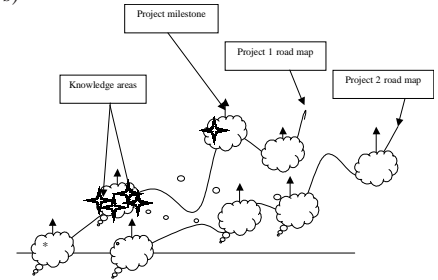 Project milestone
Project 1 road map
Project 2 road map
Knowledge areas